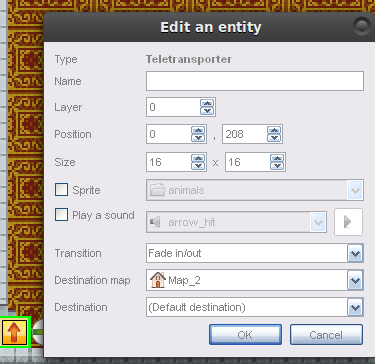 Edit an entity
Type Teletransporter
Name
Layer 0
Position 0 , 208
Size 16 x 16
Sprite animals
Play a sound arrow_hit
Transition Fade in/out
Destination map Map_2
Destination (Default destination)
OK Cancel